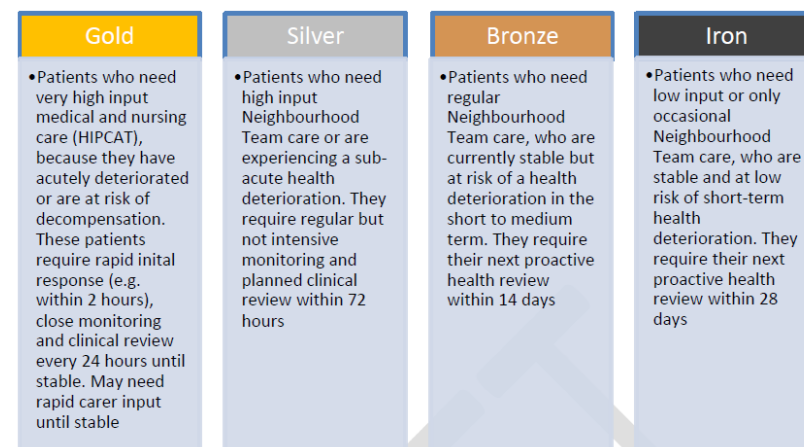 Gold
•Patients who need
very high input
medical and nursing
care (HIPCAT),
because they have
acutely deteriorated
or are at risk of
decompensation.
These patients
require rapid inital
response (e.g.
within 2 hours),
close monitoring
and clinical review
every 24 hours until
stable. May need
rapid carer input
until stable
Silver
•Patients who need
high input
Neighbourhood
Team care or are
experiencing a sub-
acute health
deterioration. They
require regular but
not intensive
monitoring and
planned clinical
review within 72
hours
Bronze
•Patients who need
regular
Neighbourhood
Team care, who are
currently stable but
at risk of a health
deterioration in the
short to medium
term. They require
their next proactive
health review
within 14 days
Iron
•Patients who need
low input or only
occasional
Neighbourhood
Team care, who are
stable and at low
risk of short-term
health
deterioration. They
require their next
proactive health
review within 28
days